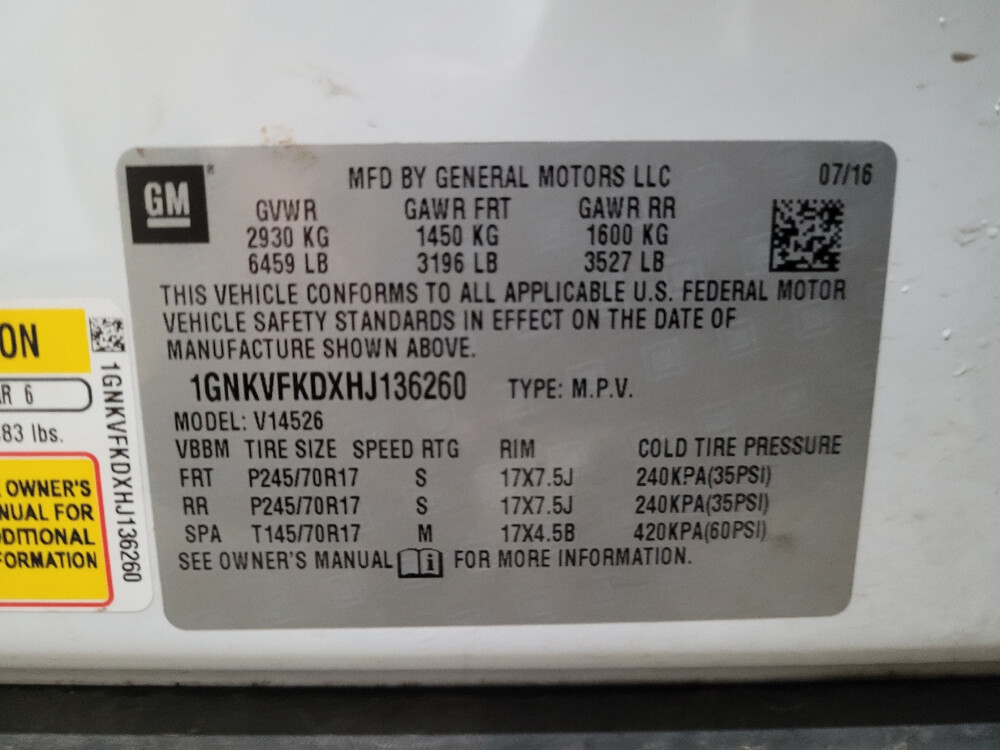 GM
®
MFD BY GENERAL MOTORS LLC 07/16
GVWR GAWR FRT GAWR RR
2930 KG 1450 KG 1600 KG
6459 LB 3196 LB 3527 LB
THIS VEHICLE CONFORMS TO ALL APPLICABLE U.S. FEDERAL MOTOR
VEHICLE SAFETY STANDARDS IN EFFECT ON THE DATE OF
MANUFACTURE SHOWN ABOVE.
1GNKVFKDXHJ136260 TYPE: M.P.V.
MODEL: V14526
VBBM TIRE SIZE SPEED RTG RIM COLD TIRE PRESSURE
FRT P245/70R17 S 17X7.5J 240KPA(35PSI)
RR P245/70R17 S 17X7.5J 240KPA(35PSI)
SPA T145/70R17 M 17X4.5B 420KPA(60PSI)
SEE OWNER'S MANUAL FOR MORE INFORMATION.
ON
R 6
83 lbs.
OWNER'S
NUAL FOR
DDITIONAL
FORMATION
1GNKVFKDXHJ136260